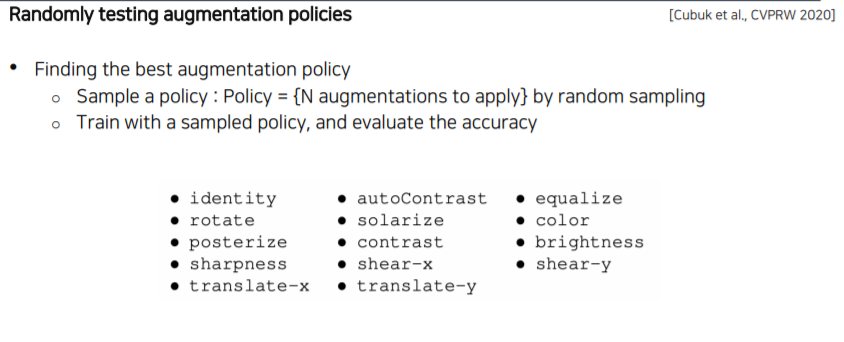 Randomly testing augmentation policies
[Cubuk et al., CVPRW 2020]
• Finding the best augmentation policy
○ Sample a policy : Policy = {N augmentations to apply} by random sampling
○ Train with a sampled policy, and evaluate the accuracy
• identity • autoContrast • equalize
• rotate • solarize • color
• posterize • contrast • brightness
• sharpness • shear-x • shear-y
• translate-x • translate-y